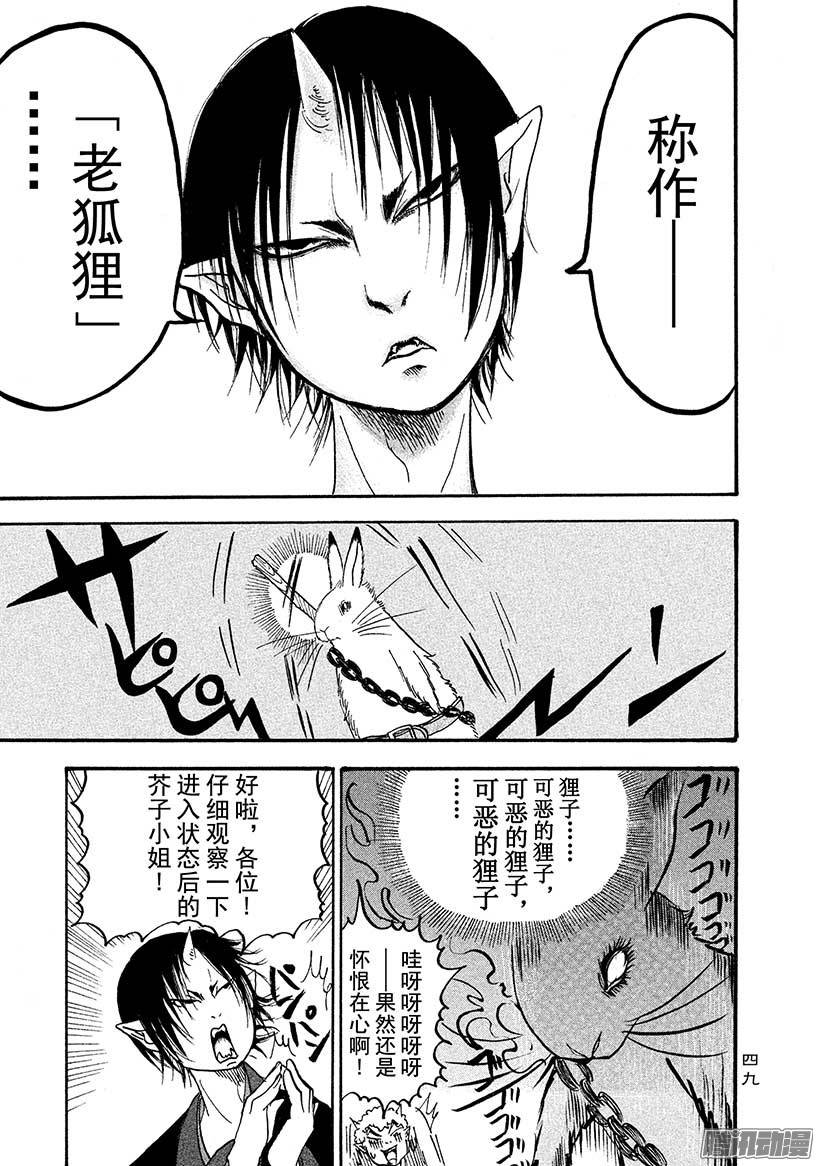 称作——
「老狐狸」
……
ピピーン
狸子……
可恶的狸子，
可恶的狸子，
可恶的狸子
……
ゴゴゴゴ
ゴゴゴ
哇呀呀呀呀呀
——果然还是
怀恨在心啊！
好啦，各位！
仔细观察一下
进入状态后的
芥子小姐！
パンパン
四九
腾讯动漫